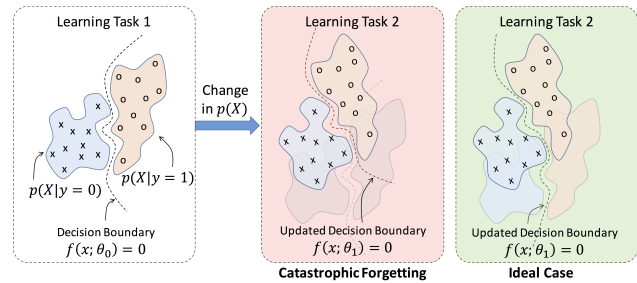 Learning Task 1
p(X|y = 0)
p(X|y = 1)
Decision Boundary
f(x; θ₀) = 0
Change
in p(X)
Learning Task 2
Updated Decision Boundary
f(x; θ₁) = 0
Catastrophic Forgetting
Learning Task 2
Updated Decision Boundary
f(x; θ₁) = 0
Ideal Case